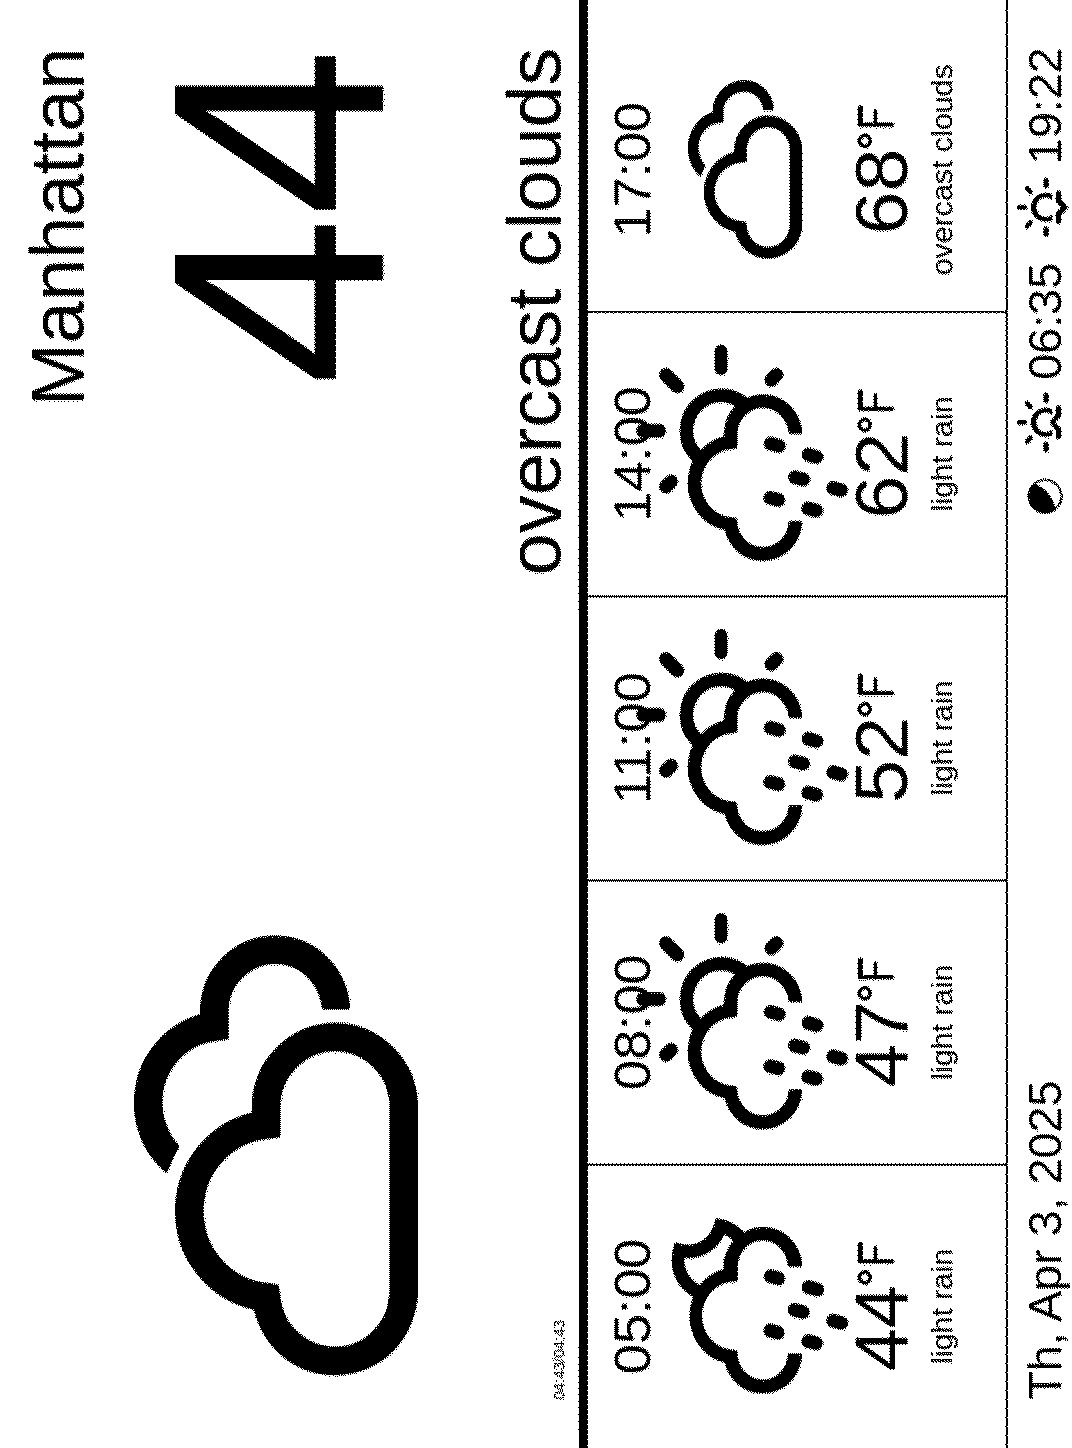 Manhattan
44
overcast clouds
04:43/04:43
05:00 08:00 11:00 14:00 17:00
44°F 47°F 52°F 62°F 68°F
light rain light rain light rain light rain overcast clouds
Th, Apr 3, 2025 06:35 19:22